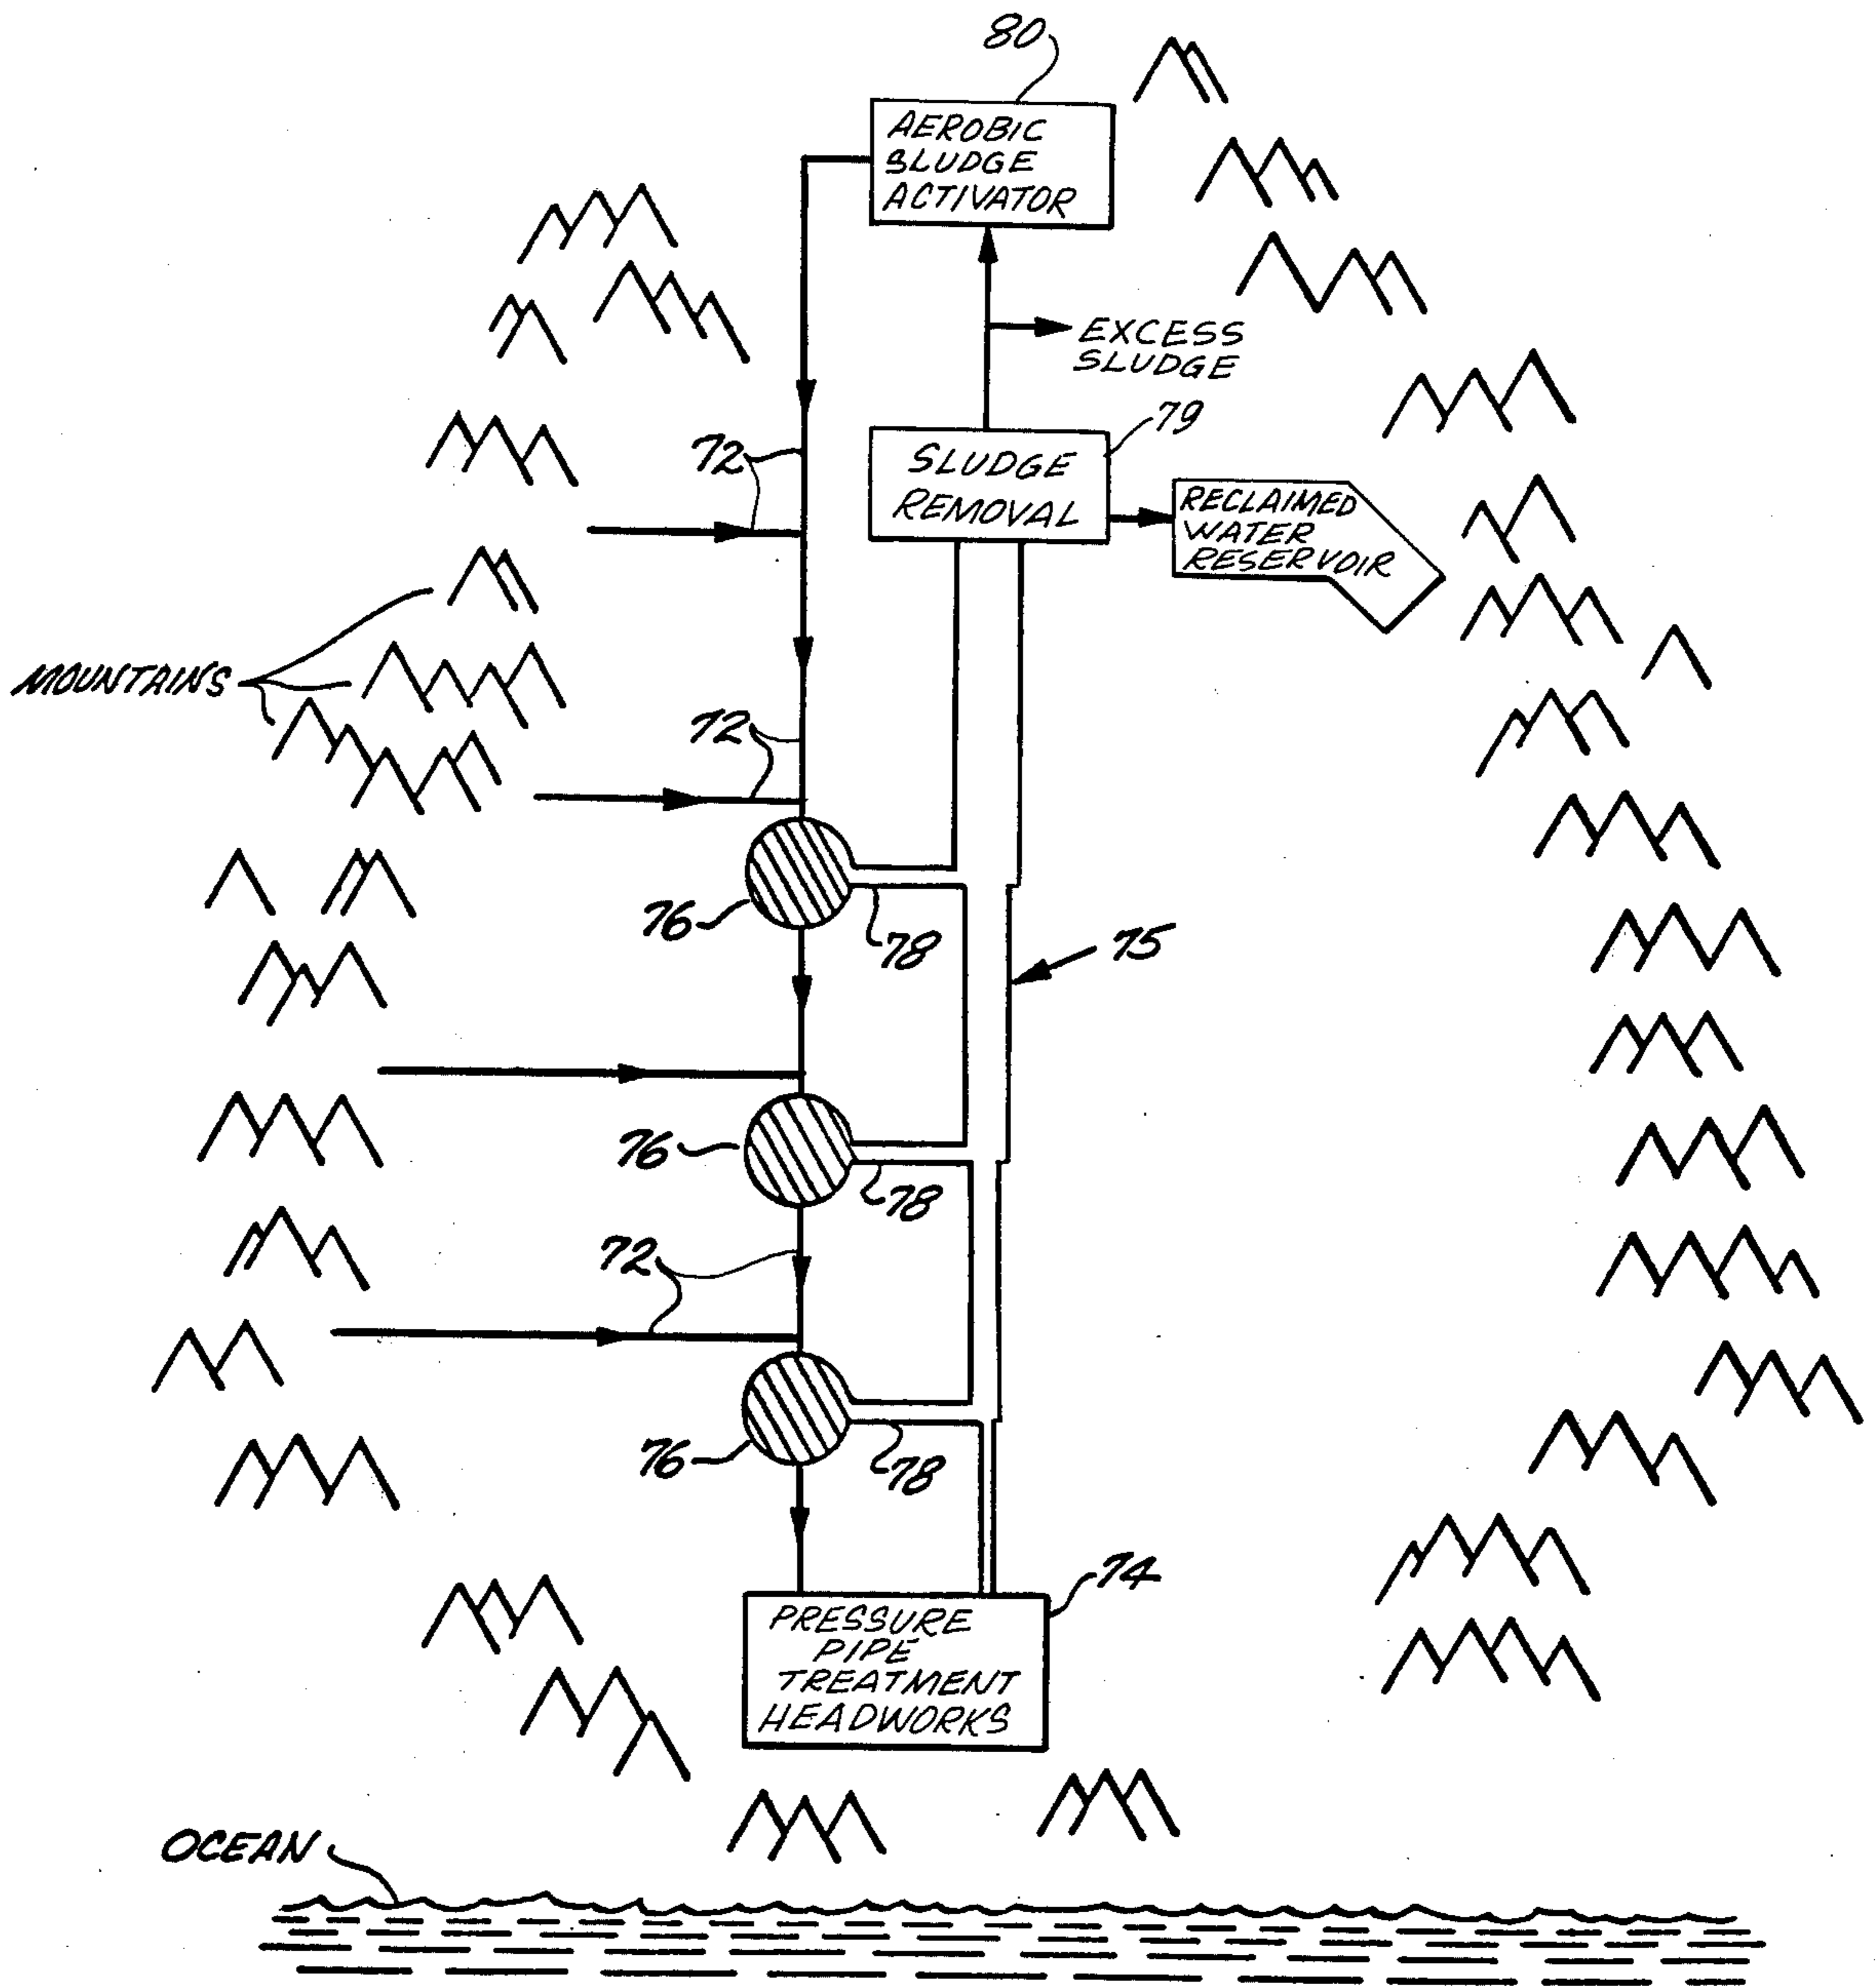 80
AEROBIC
SLUDGE
ACTIVATOR
EXCESS
SLUDGE
79
72
SLUDGE
REMOVAL
RECLAIMED
WATER
RESERVOIR
MOUNTAINS
72
76
78
75
76
78
72
76
78
74
PRESSURE
PIPE
TREATMENT
HEADWORKS
OCEAN